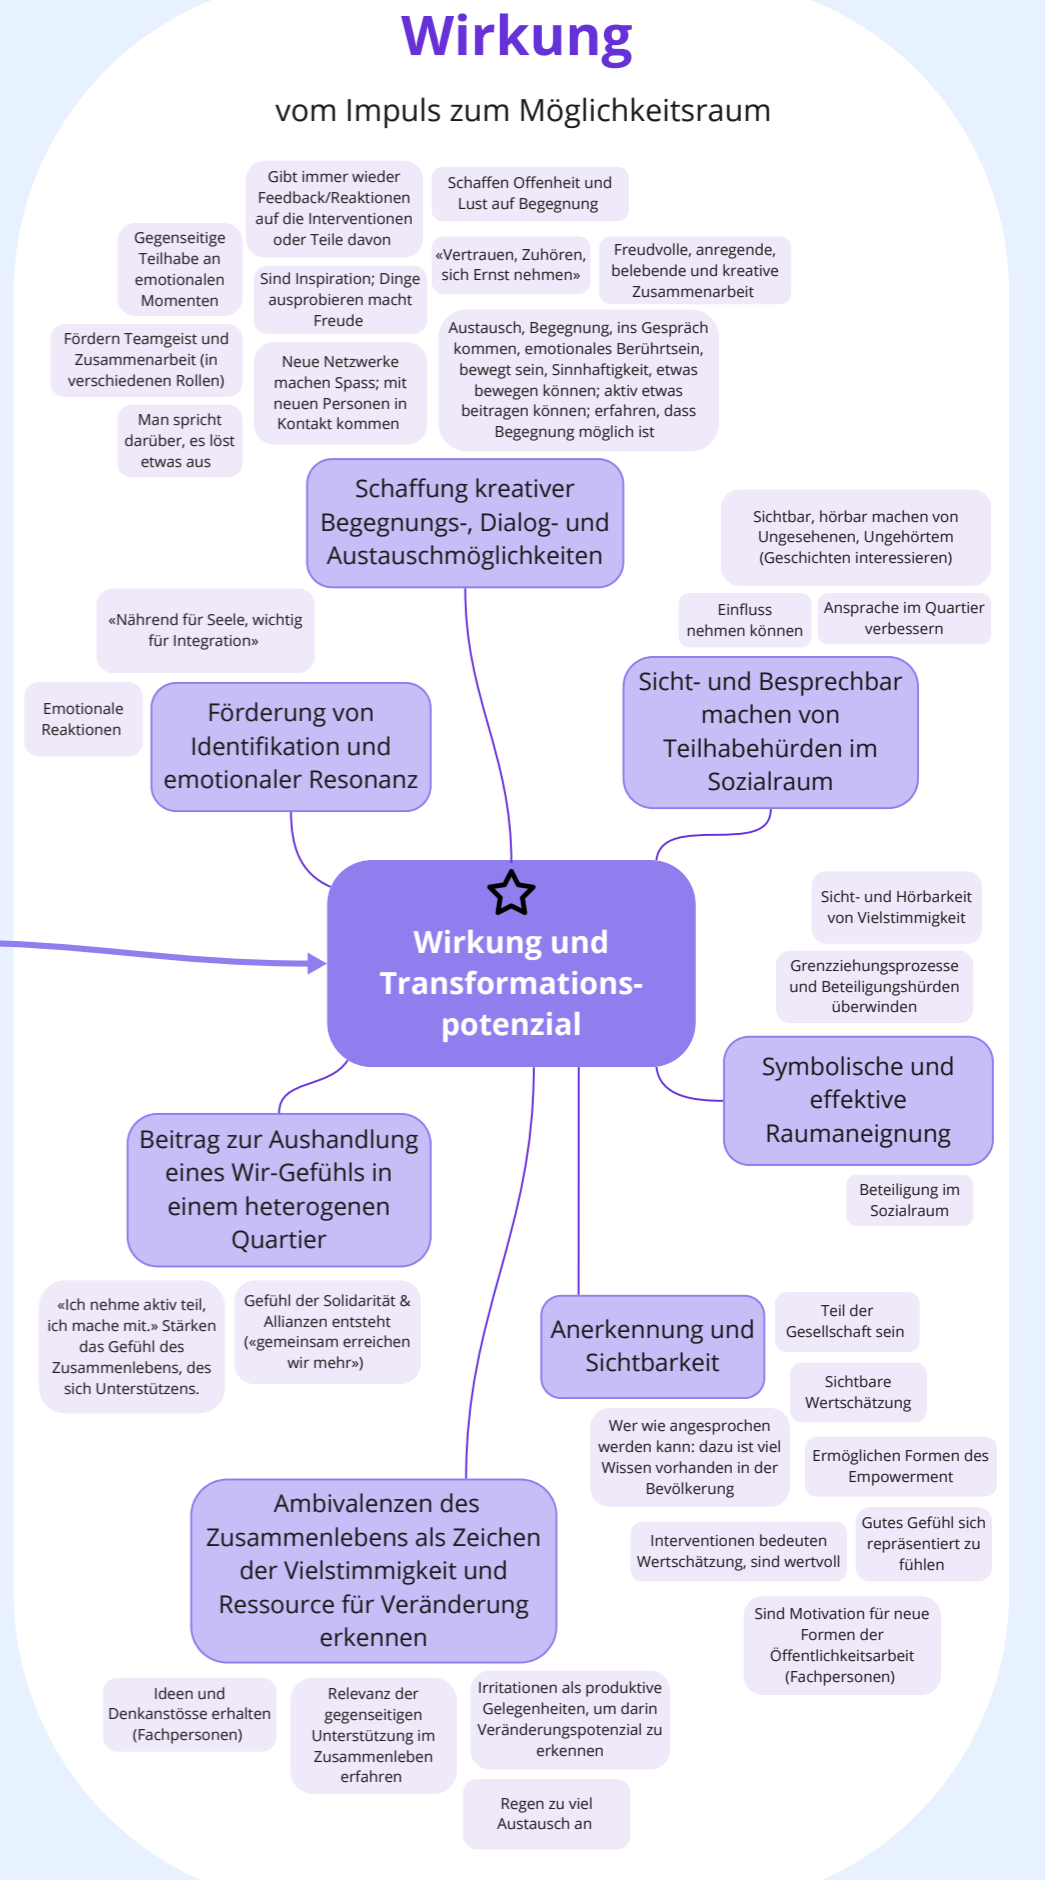 Wirkung
vom Impuls zum Möglichkeitsraum
Gibt immer wieder
Feedback/Reaktionen
auf die Interventionen
oder Teile davon
Schaffen Offenheit und
Lust auf Begegnung
Gegenseitige
Teilhabe an
emotionalen
Momenten
Sind Inspiration; Dinge
ausprobieren macht
Freude
«Vertrauen, Zuhören,
sich Ernst nehmen»
Freudvolle, anregende,
belebende und kreative
Zusammenarbeit
Fördern Teamgeist und
Zusammenarbeit (in
verschiedenen Rollen)
Neue Netzwerke
machen Spass; mit
neuen Personen in
Kontakt kommen
Austausch, Begegnung, ins Gespräch
kommen, emotionales Berührtsein,
bewegt sein, Sinnhaftigkeit, etwas
bewegen können; aktiv etwas
beitragen können; erfahren, dass
Begegnung möglich ist
Man spricht
darüber, es löst
etwas aus
Schaffung kreativer
Begegnungs-, Dialog- und
Austauschmöglichkeiten
Sichtbar, hörbar machen von
Ungesehenen, Ungehörtem
(Geschichten interessieren)
Einfluss
nehmen können
Ansprache im Quartier
verbessern
«Nährend für Seele, wichtig
für Integration»
Emotionale
Reaktionen
Förderung von
Identifikation und
emotionaler Resonanz
Sicht- und Besprechbar
machen von
Teilhabehürden im
Sozialraum
Wirkung und
Transformations-
potenzial
Sicht- und Hörbarkeit
von Vielstimmigkeit
Grenzziehungsprozesse
und Beteiligungshürden
überwinden
Symbolische und
effektive
Raumaneignung
Beteiligung im
Sozialraum
Beitrag zur Aushandlung
eines Wir-Gefühls in
einem heterogenen
Quartier
«Ich nehme aktiv teil,
ich mache mit.» Stärken
das Gefühl des
Zusammenlebens, des
sich Unterstützens.
Gefühl der Solidarität &
Allianzen entsteht
(«gemeinsam erreichen
wir mehr»)
Anerkennung und
Sichtbarkeit
Teil der
Gesellschaft sein
Sichtbare
Wertschätzung
Wer wie angesprochen
werden kann: dazu ist viel
Wissen vorhanden in der
Bevölkerung
Ermöglichen Formen des
Empowerment
Interventionen bedeuten
Wertschätzung, sind wertvoll
Gutes Gefühl sich
repräsentiert zu
fühlen
Sind Motivation für neue
Formen der
Öffentlichkeitsarbeit
(Fachpersonen)
Ambivalenzen des
Zusammenlebens als Zeichen
der Vielstimmigkeit und
Ressource für Veränderung
erkennen
Ideen und
Denkanstösse erhalten
(Fachpersonen)
Relevanz der
gegenseitigen
Unterstützung im
Zusammenleben
erfahren
Irritationen als produktive
Gelegenheiten, um darin
Veränderungspotenzial zu
erkennen
Regen zu viel
Austausch an